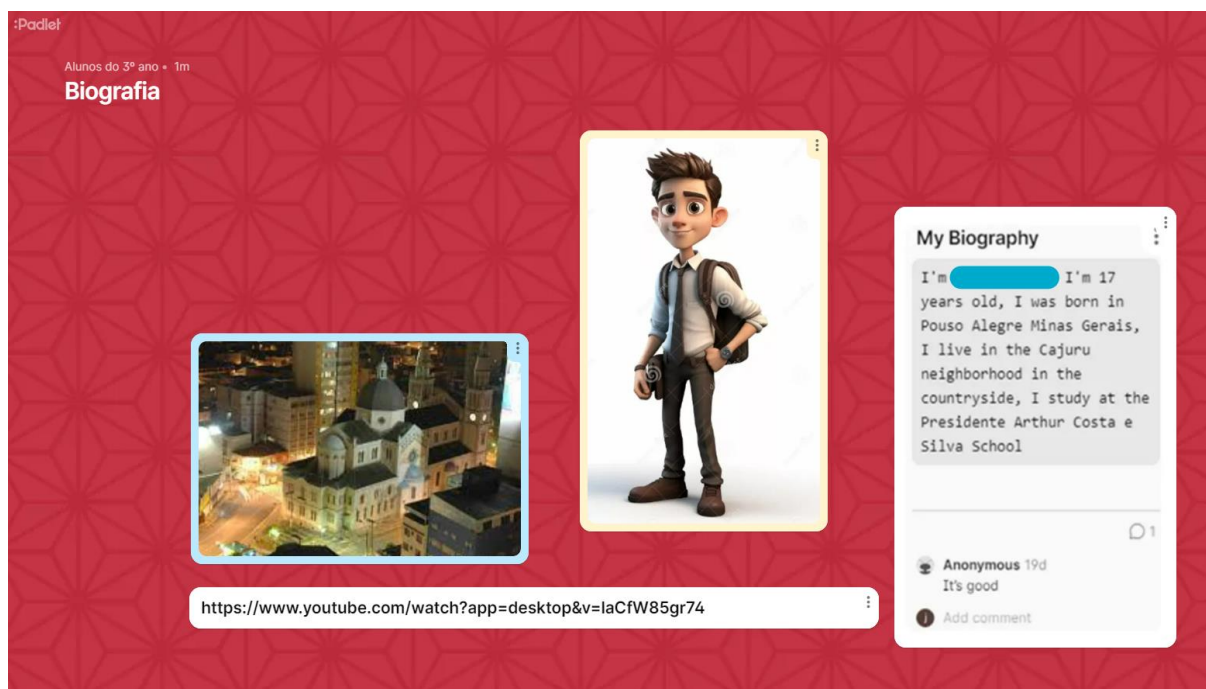 :Padlet
Alunos do 3º ano • 1m
Biografia
My Biography
I'm I'm 17
years old, I was born in
Pouso Alegre Minas Gerais,
I live in the Cajuru
neighborhood in the
countryside, I study at the
Presidente Arthur Costa e
Silva School
1
Anonymous 19d
It's good
Add comment
https://www.youtube.com/watch?app=desktop&v=IaCfW85gr74